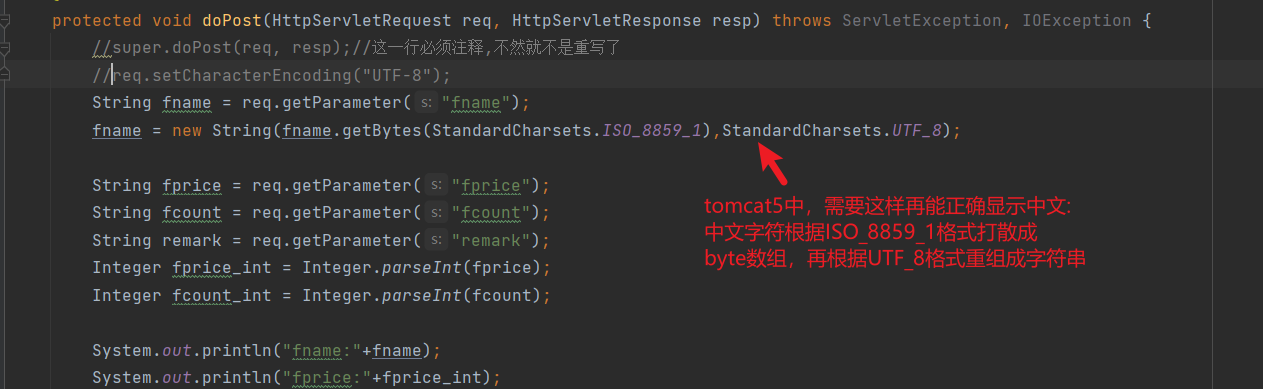 protected void doPost(HttpServletRequest req, HttpServletResponse resp) throws ServletException, IOException {
//super.doPost(req, resp);//这一行必须注释,不然就不是重写了
//req.setCharacterEncoding("UTF-8");
String fname = req.getParameter( s: "fname");
fname = new String(fname.getBytes(StandardCharsets.ISO_8859_1),StandardCharsets.UTF_8);
String fprice = req.getParameter( s: "fprice");
String fcount = req.getParameter( s: "fcount");
String remark = req.getParameter( s: "remark");
Integer fprice_int = Integer.parseInt(fprice);
Integer fcount_int = Integer.parseInt(fcount);
System.out.println("fname:"+fname);
System.out.println("fprice:"+fprice_int);
tomcat5中，需要这样再能正确显示中文:
中文字符根据ISO_8859_1格式打散成
byte数组，再根据UTF_8格式重组成字符串